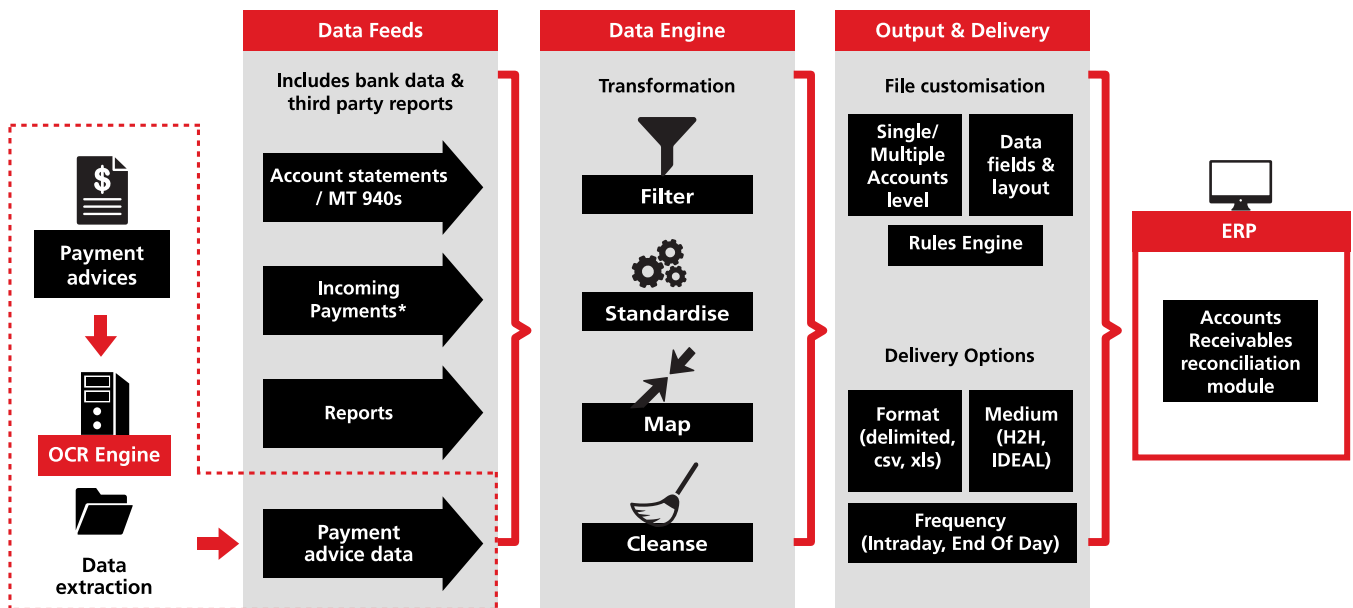 Data Feeds
Includes bank data &
third party reports
$
Payment
advices
OCR Engine
Data
extraction
Account statements
/ MT 940s
Incoming
Payments*
Reports
Payment
advice data
Data Engine
Transformation
Filter
Standardise
Map
Cleanse
Output & Delivery
File customisation
Single/
Multiple
Accounts
level
Data
fields &
layout
Rules Engine
Delivery Options
Format
(delimited,
csv, xls)
Medium
(H2H,
IDEAL)
Frequency
(Intraday, End Of Day)
ERP
Accounts
Receivables
reconciliation
module